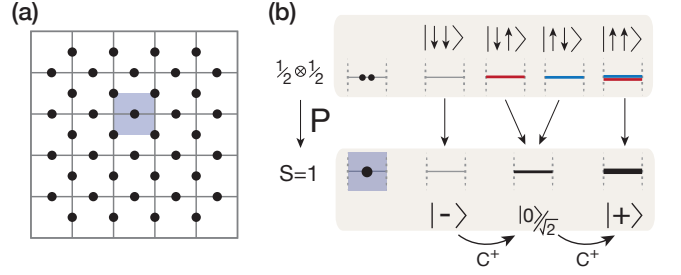 (a)
(b)
|↓↓⟩ |↓↑⟩ |↑↓⟩ |↑↑⟩
1/2 ⊗ 1/2
P
S=1
|-⟩ |0⟩/√2 |+⟩
C⁺ C⁺